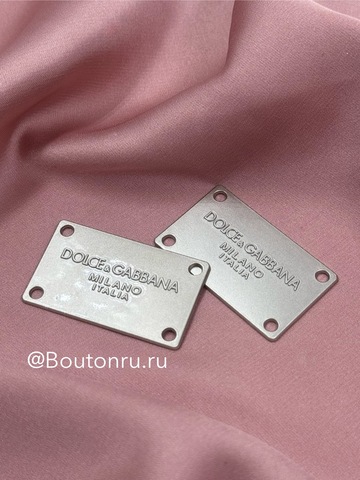 DOLCE & GABBANA
MILANO
ITALIA
DOLCE & GABBANA
MILANO
ITALIA
@Boutonru.ru